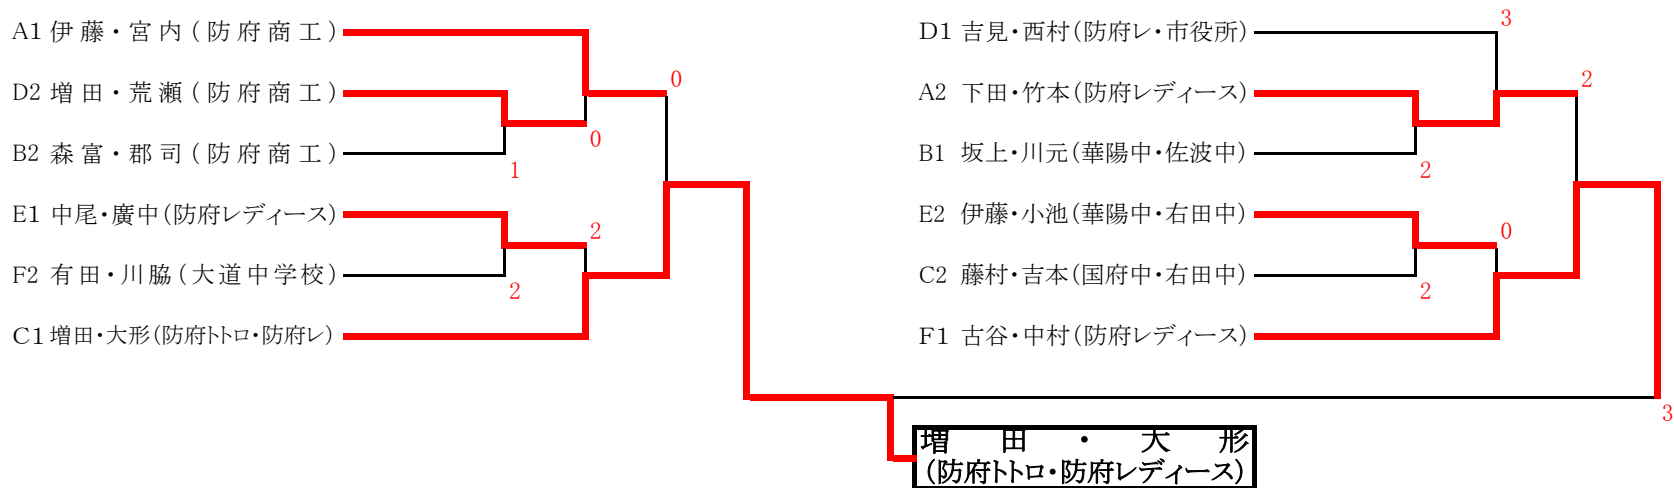 A1 伊藤・宮内(防府商工)
0
D2 増田・荒瀬(防府商工)
0
B2 森富・郡司(防府商工)
1
E1 中尾・廣中(防府レディース)
2
F2 有田・川脇(大道中学校)
2
C1 増田・大形(防府トトロ・防府レ)
D1 吉見・西村(防府レ・市役所)
3
A2 下田・竹本(防府レディース)
2
B1 坂上・川元(華陽中・佐波中)
2
E2 伊藤・小池(華陽中・右田中)
0
C2 藤村・吉本(国府中・右田中)
2
F1 古谷・中村(防府レディース)
3
増田・大形
(防府トトロ・防府レディース)